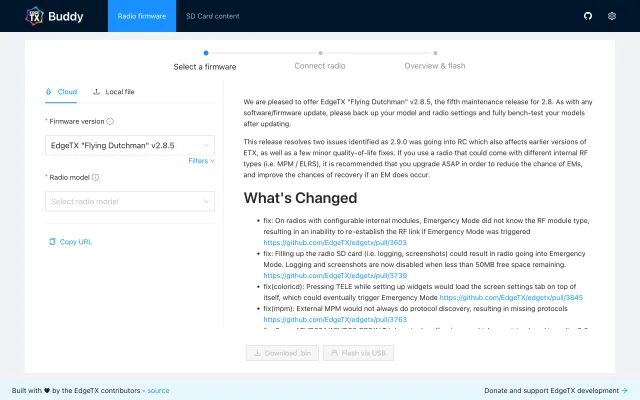 EDGE TX Buddy
Radio firmware
SD Card content
Select a firmware
Connect radio
Overview & flash
Cloud
Local file
* Firmware version
EdgeTX "Flying Dutchman" v2.8.5
Filters
* Radio model
Select radio model
Copy URL
We are pleased to offer EdgeTX "Flying Dutchman" v2.8.5, the fifth maintenance release for 2.8. As with any
software/firmware update, please back up your model and radio settings and fully bench-test your models
after updating.
This release resolves two issues identified as 2.9.0 was going into RC which also affects earlier versions of
ETX, as well as a few minor quality-of-life fixes. If you use a radio that could come with different internal RF
types (i.e. MPM / ELRS), it is recommended that you upgrade ASAP in order to reduce the chance of EMs,
and improve the chances of recovery if an EM does occur.
What's Changed
• fix: On radios with configurable internal modules, Emergency Mode did not know the RF module type,
resulting in an inability to re-establish the RF link if Emergency Mode was triggered
https://github.com/EdgeTX/edgetx/pull/3603
• fix: Filling up the radio SD card (i.e. logging, screenshots) could result in radio going into Emergency
Mode. Logging and screenshots are now disabled when less than 50MB free space remaining.
https://github.com/EdgeTX/edgetx/pull/3739
• fix(colorlcd): Pressing TELE while setting up widgets would load the screen settings tab on top of
itself, which could eventually trigger Emergency Mode https://github.com/EdgeTX/edgetx/pull/3845
• fix(mpm): External MPM would not always do protocol discovery, resulting in missing protocols
https://github.com/EdgeTX/edgetx/pull/3763
Download .bin
Flash via USB
Built with ♥ by the EdgeTX contributors - source
Donate and support EdgeTX development →